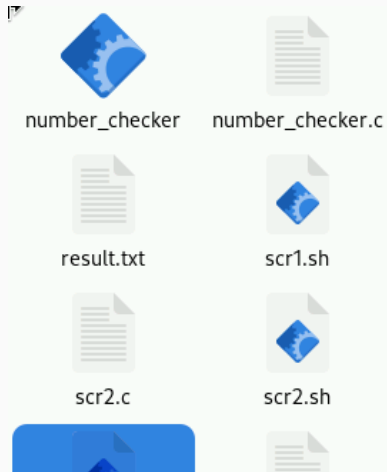 number_checker
number_checker.c
result.txt
scr1.sh
scr2.c
scr2.sh